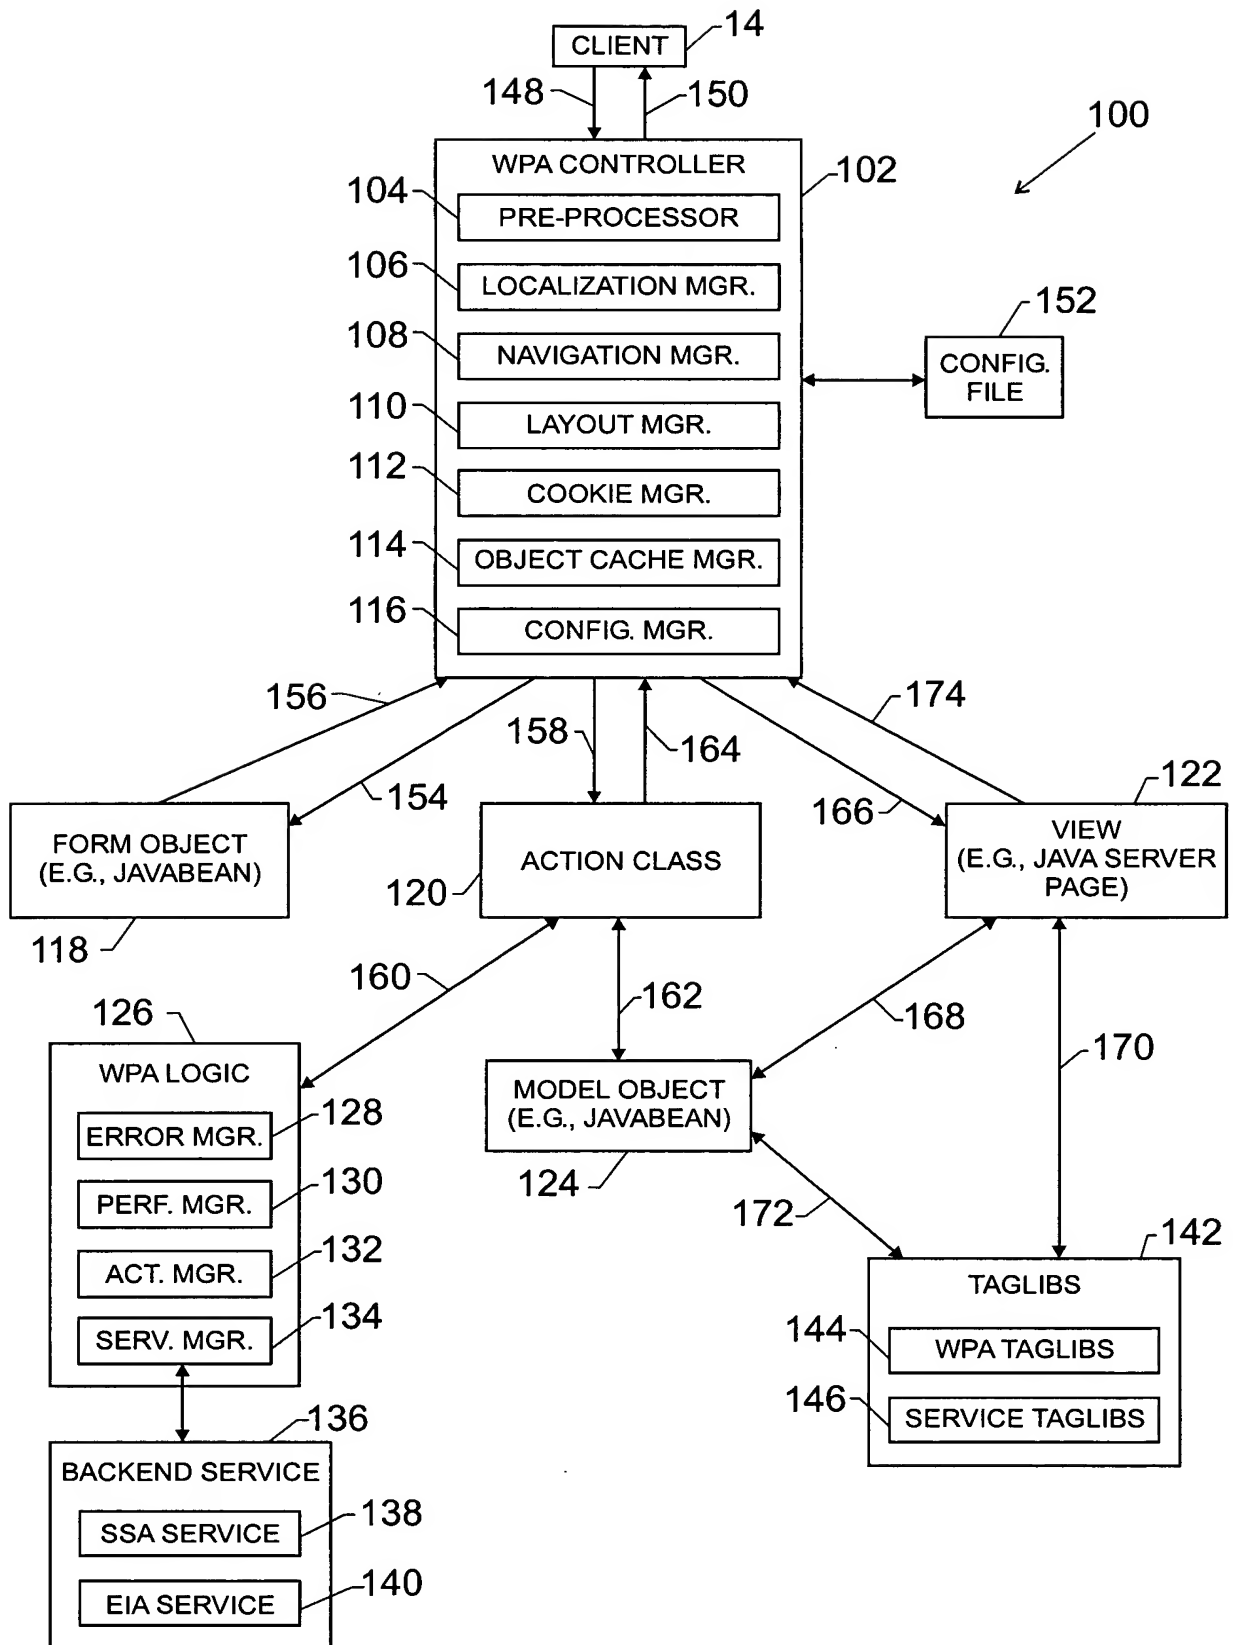 14
CLIENT
148
150
100
WPA CONTROLLER
102
104
PRE-PROCESSOR
106
LOCALIZATION MGR.
152
108
NAVIGATION MGR.
CONFIG.
FILE
110
LAYOUT MGR.
112
COOKIE MGR.
114
OBJECT CACHE MGR.
116
CONFIG. MGR.
156
174
158
164
154
166
122
FORM OBJECT
(E.G., JAVABEAN)
118
ACTION CLASS
120
VIEW
(E.G., JAVA SERVER
PAGE)
160
162
168
170
126
WPA LOGIC
ERROR MGR.
128
PERF. MGR.
130
ACT. MGR.
132
SERV. MGR.
134
MODEL OBJECT
(E.G., JAVABEAN)
124
172
142
TAGLIBS
144
WPA TAGLIBS
146
SERVICE TAGLIBS
136
BACKEND SERVICE
SSA SERVICE
138
EIA SERVICE
140